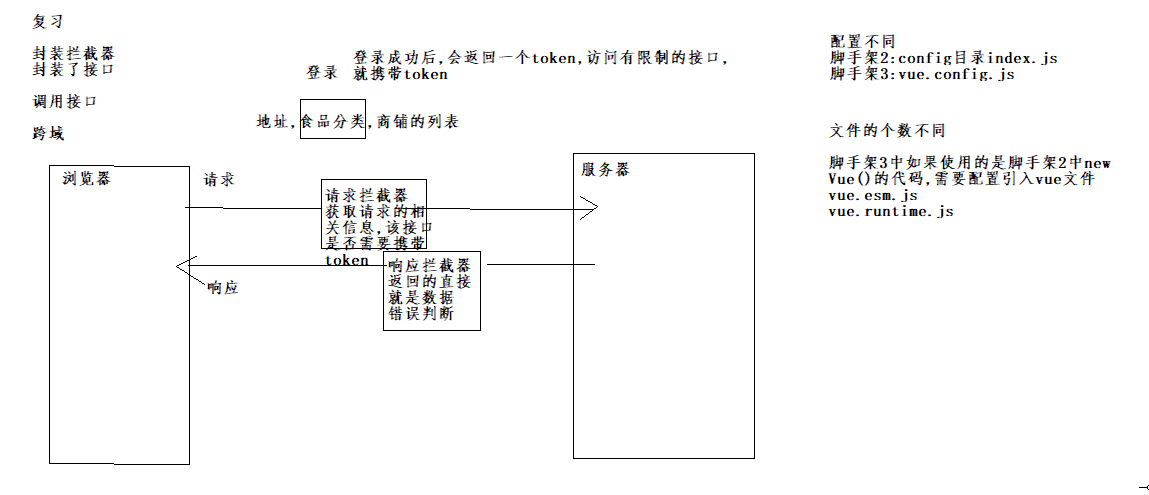 复习
封装拦截器
封装了接口
调用接口
跨域
登录成功后,会返回一个token,访问有限制的接口,
登录 就携带token
地址,食品分类,商铺的列表
浏览器
请求
请求拦截器
获取请求的相
关信息,该接口
是否需要携带
token
响应拦截器
返回的直接
就是数据
错误判断
响应
服务器
配置不同
脚手架2:config目录index.js
脚手架3:vue.config.js
文件的个数不同
脚手架3中如果使用的是脚手架2中new
Vue()的代码,需要配置引入vue文件
vue.esm.js
vue.runtime.js